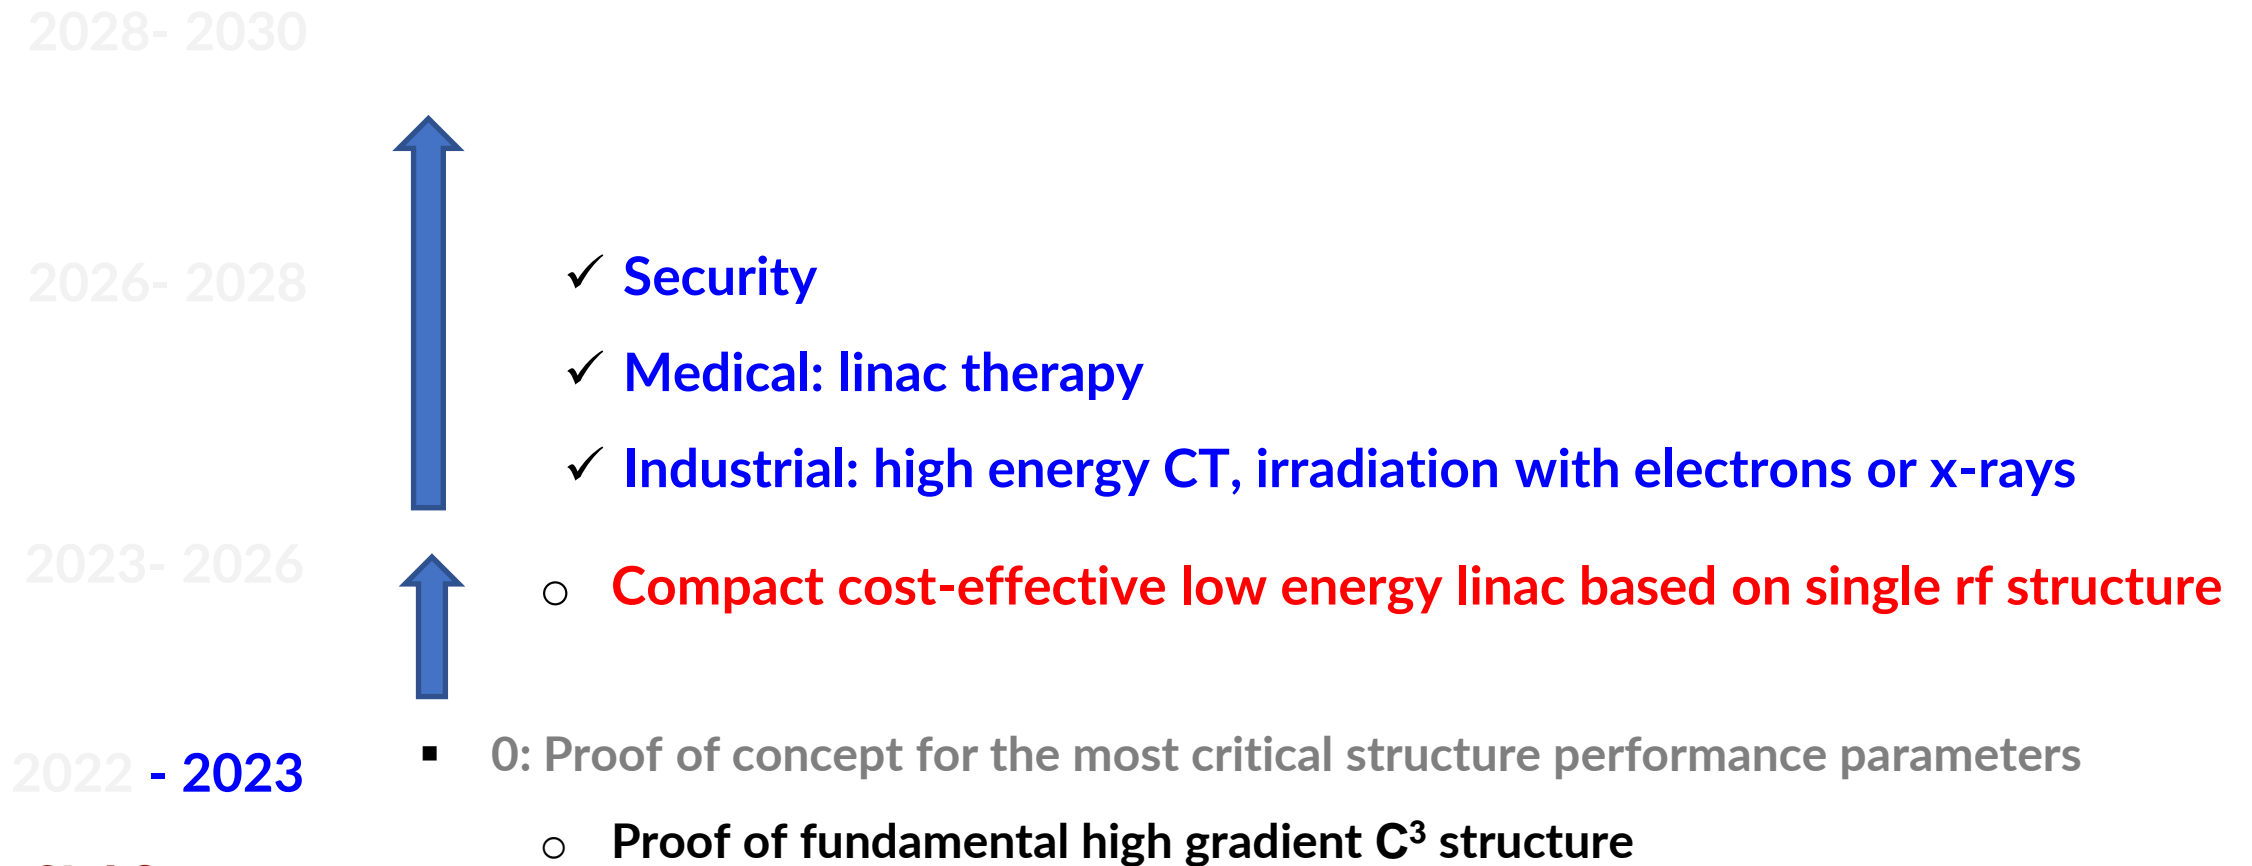 2028- 2030
2026- 2028
✓ Security
✓ Medical: linac therapy
✓ Industrial: high energy CT, irradiation with electrons or x-rays
2023- 2026
o Compact cost-effective low energy linac based on single rf structure
2022 - 2023
▪ 0: Proof of concept for the most critical structure performance parameters
o Proof of fundamental high gradient C³ structure